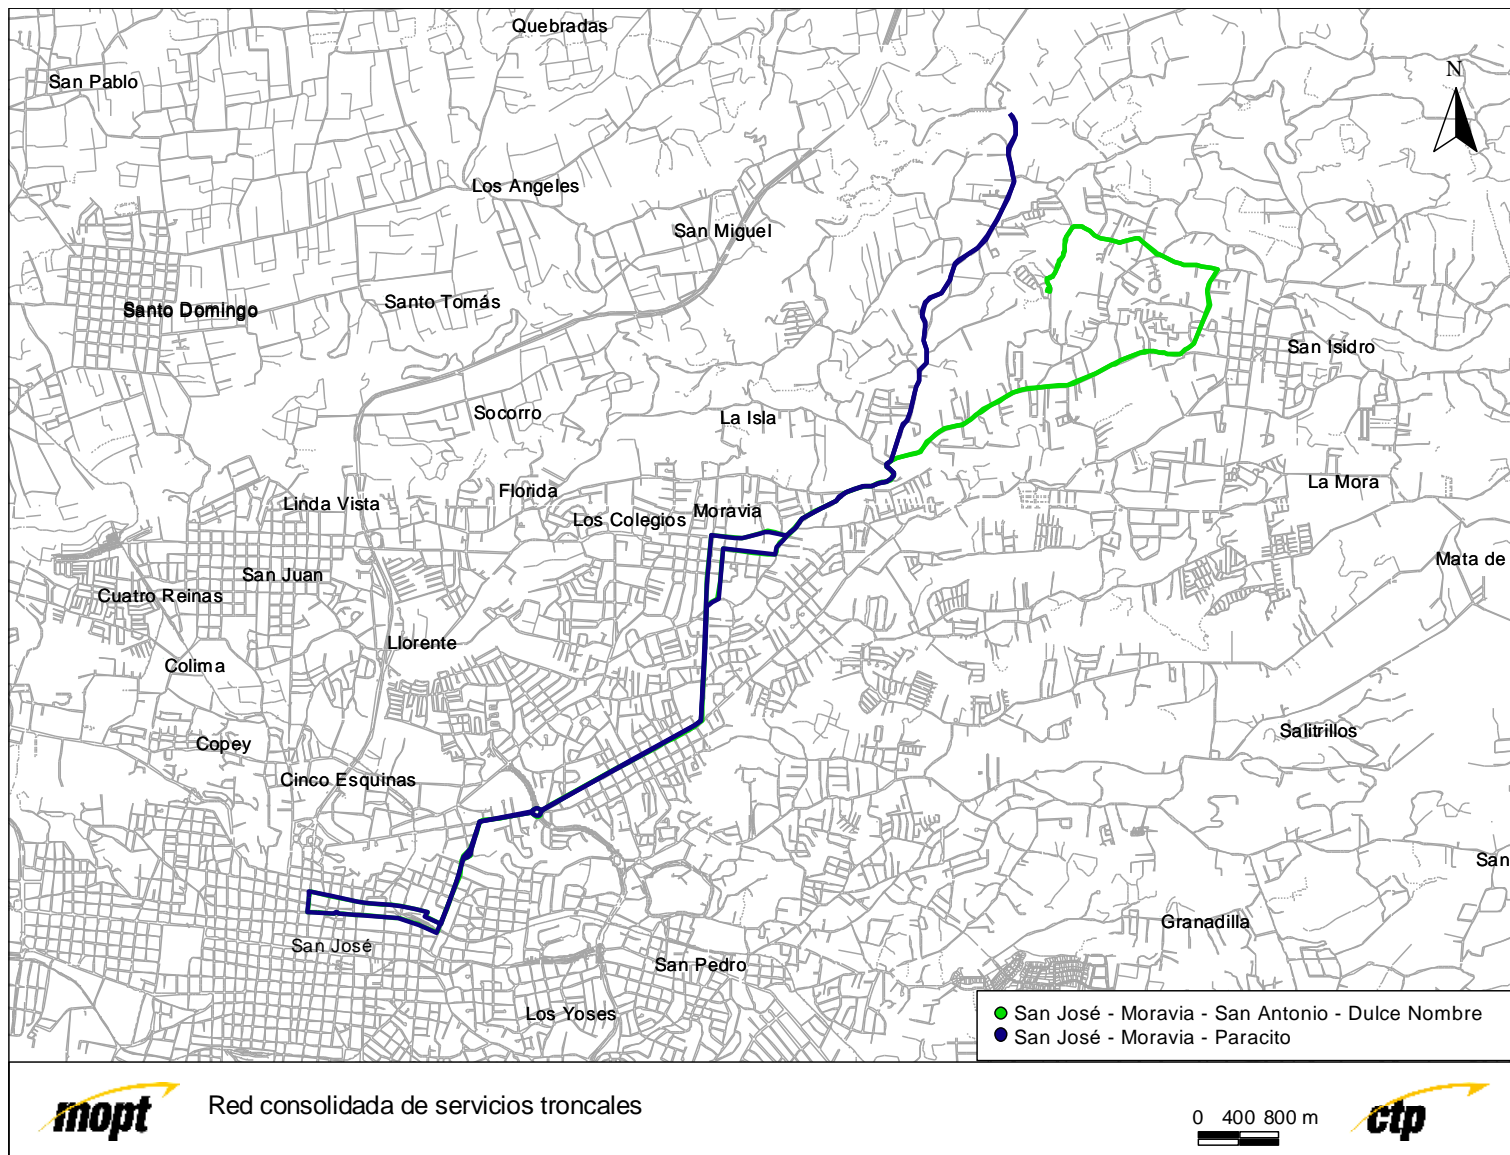 Quebradas
N
San Pablo
Los Angeles
San Miguel
Santo Tomás
Santo Domingo
San Isidro
Socorro
La Isla
La Mora
Florida
Linda Vista
Moravia
Los Colegios
Mata de
San Juan
Cuatro Reinas
Llorente
Colima
Salitrillos
Copey
Cinco Esquinas
San
Granadilla
San José
San Pedro
Los Yoses
San José - Moravia - San Antonio - Dulce Nombre
San José - Moravia - Paracito
mopt
Red consolidada de servicios troncales
0 400 800 m
ctp